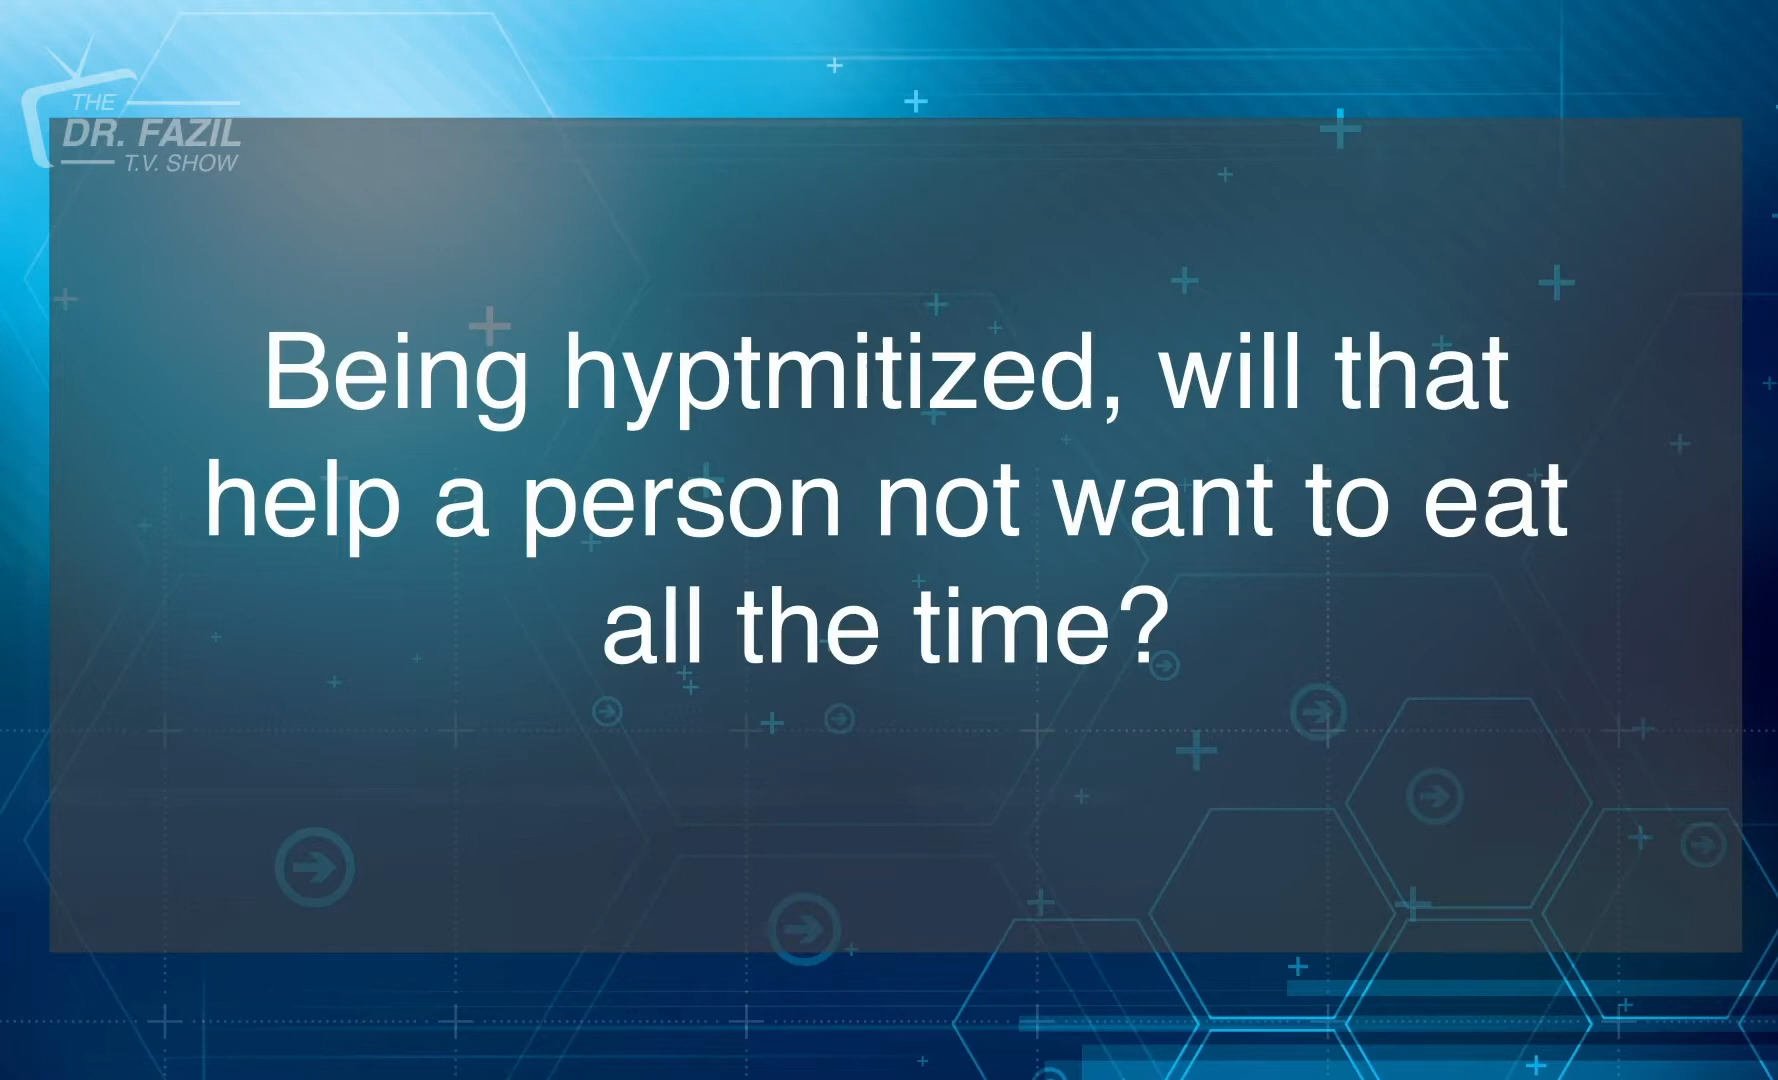 THE
DR. FAZIL
T.V. SHOW
Being hyptmitized, will that
help a person not want to eat
all the time?